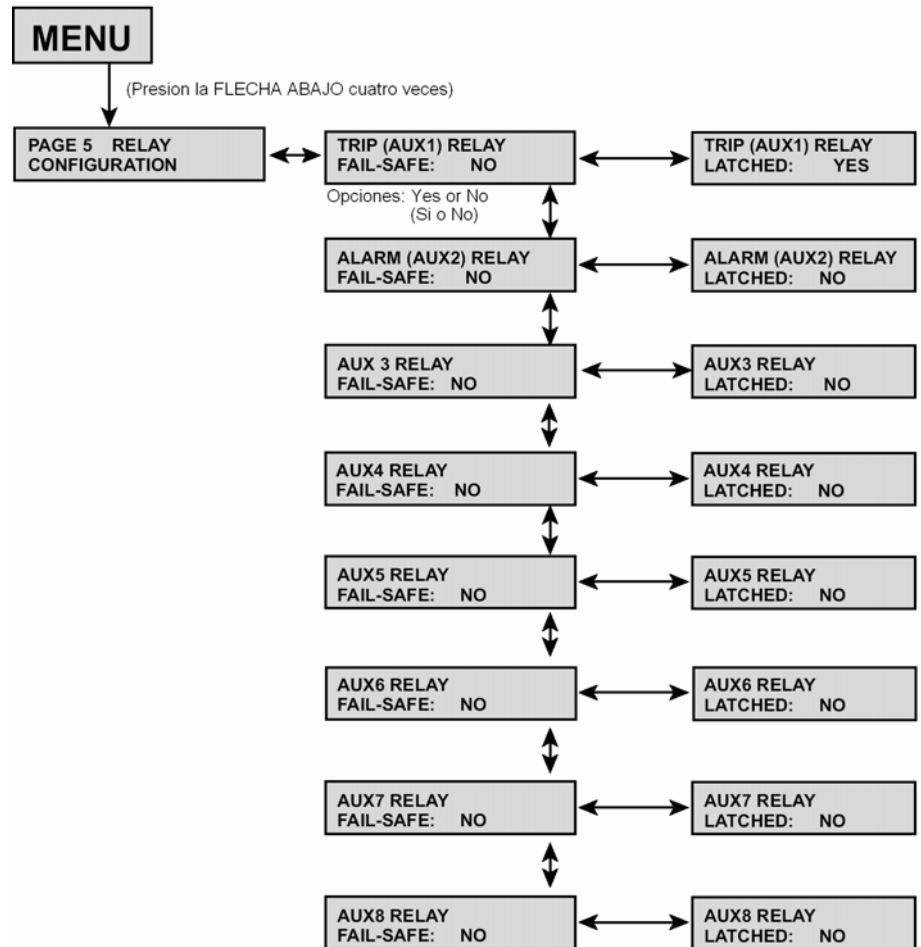 MENU
(Presion la FLECHA ABAJO cuatro veces)
PAGE 5 RELAY
CONFIGURATION
TRIP (AUX1) RELAY
FAIL-SAFE: NO
TRIP (AUX1) RELAY
LATCHED: YES
Opciones: Yes or No
(Si o No)
ALARM (AUX2) RELAY
FAIL-SAFE: NO
ALARM (AUX2) RELAY
LATCHED: NO
AUX 3 RELAY
FAIL-SAFE: NO
AUX3 RELAY
LATCHED: NO
AUX4 RELAY
FAIL-SAFE: NO
AUX4 RELAY
LATCHED: NO
AUX5 RELAY
FAIL-SAFE: NO
AUX5 RELAY
LATCHED: NO
AUX6 RELAY
FAIL-SAFE: NO
AUX6 RELAY
LATCHED: NO
AUX7 RELAY
FAIL-SAFE: NO
AUX7 RELAY
LATCHED: NO
AUX8 RELAY
FAIL-SAFE: NO
AUX8 RELAY
LATCHED: NO